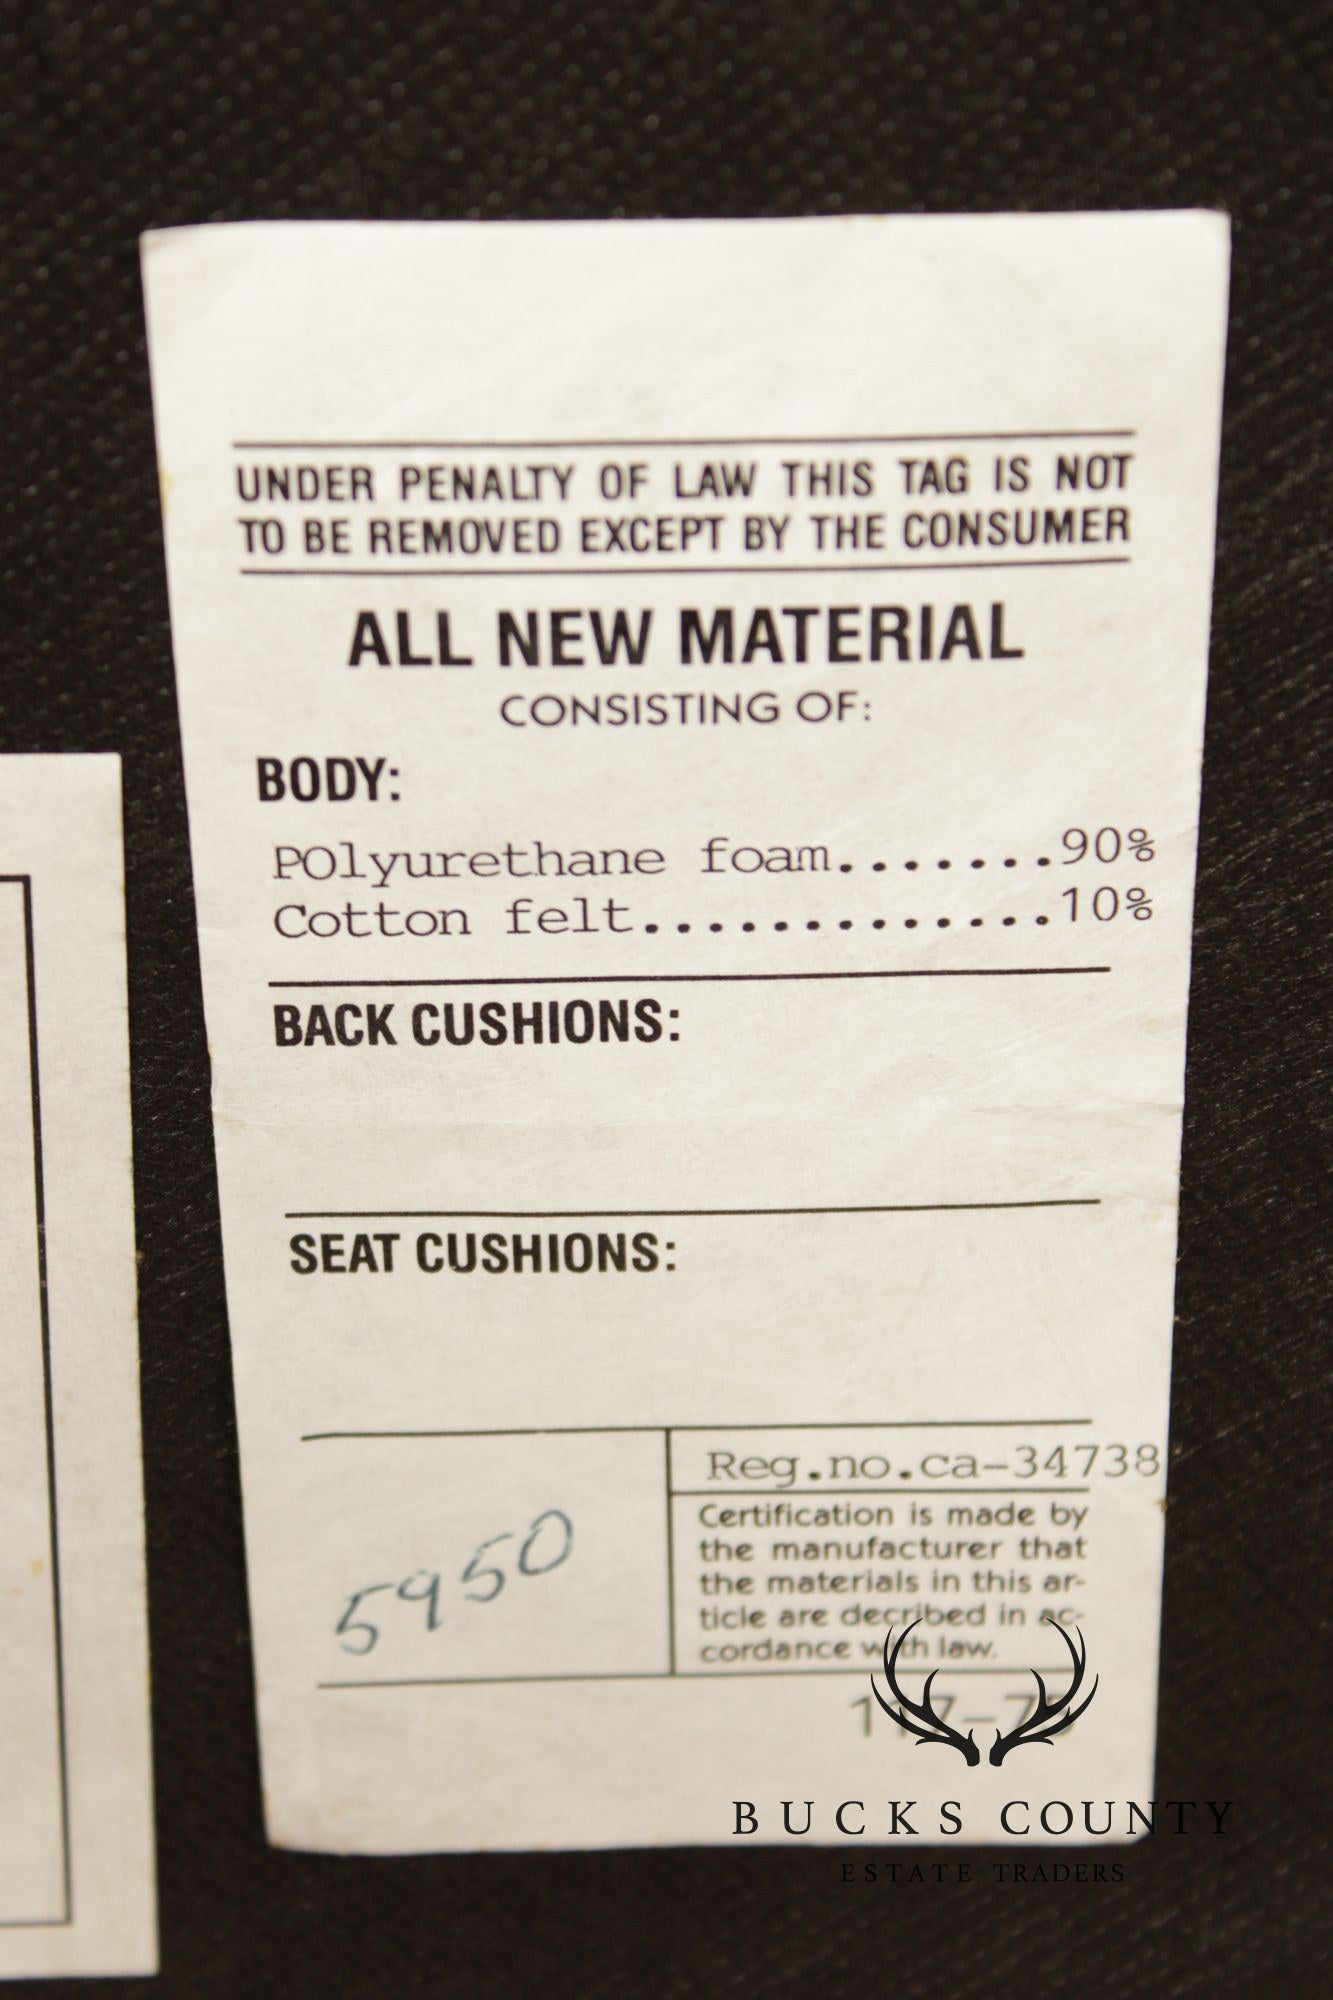 UNDER PENALTY OF LAW THIS TAG IS NOT
TO BE REMOVED EXCEPT BY THE CONSUMER
ALL NEW MATERIAL
CONSISTING OF:
BODY:
POlyurethane foam.......90%
Cotton felt.............10%
BACK CUSHIONS:
SEAT CUSHIONS:
5950
Reg.no.ca-34738
Certification is made by
the manufacturer that
the materials in this ar-
ticle are decribed in ac-
cordance with law.
BUCKS COUNTY
ESTATE TRADERS